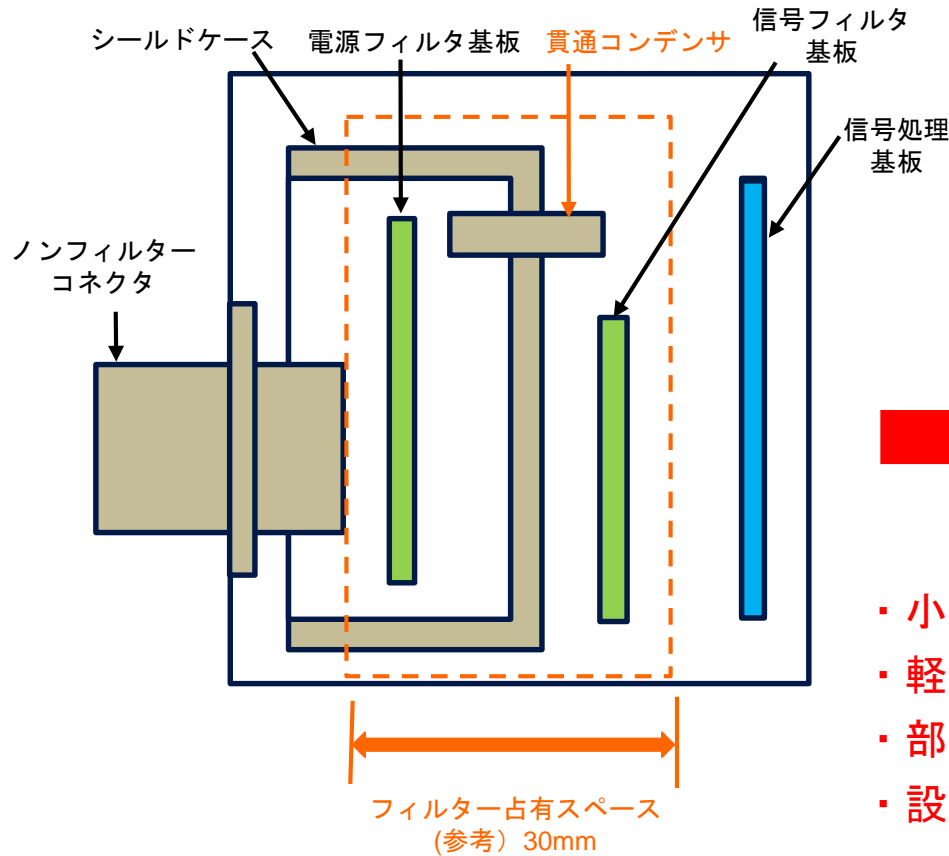 シールドケース
電源フィルタ基板
貫通コンデンサ
信号フィルタ
基板
信号処理
基板
ノンフィルター
コネクタ
・小
・軽
・部
・設
フィルター占有スペース
(参考）30mm